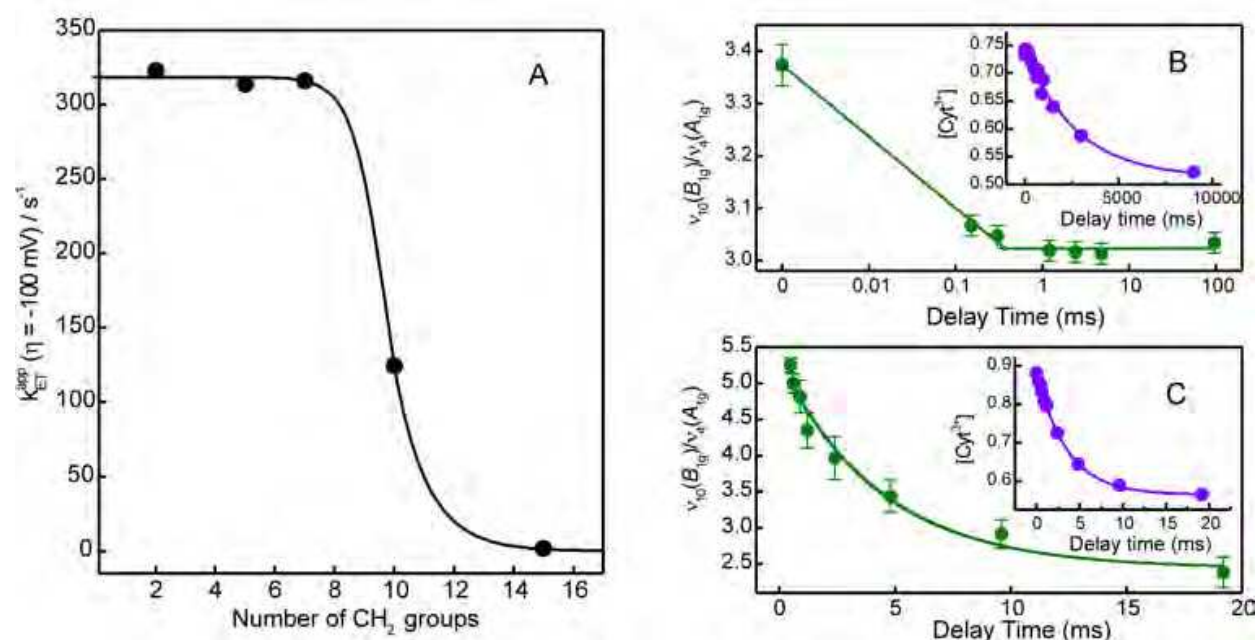 A
350
300
250
200
150
100
50
0
K_ET^app (η = -100 mV) / s⁻¹
2 4 6 8 10 12 14 16
Number of CH₂ groups
B
3.4
3.3
3.2
3.1
3.0
ν₁₀(B₁g)/ν₄(A₁g)
0 0.01 0.1 1 10 100
Delay Time (ms)
0.75
0.70
0.65
0.60
0.55
0.50
0 5000 10000
Delay time (ms)
C
5.5
5.0
4.5
4.0
3.5
3.0
2.5
ν₁₀(B₁g)/ν₄(A₁g)
0 5 10 15 20
Delay Time (ms)
0.9
0.8
0.7
0.6
0 5 10 15 20
Delay time (ms)